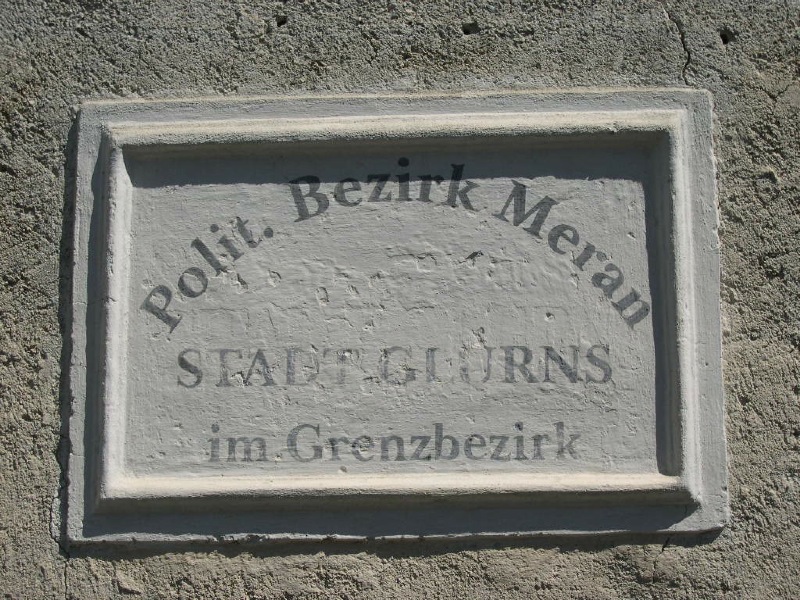 Polit. Bezirk Meran
STADT GLURNS
im Grenzbezirk